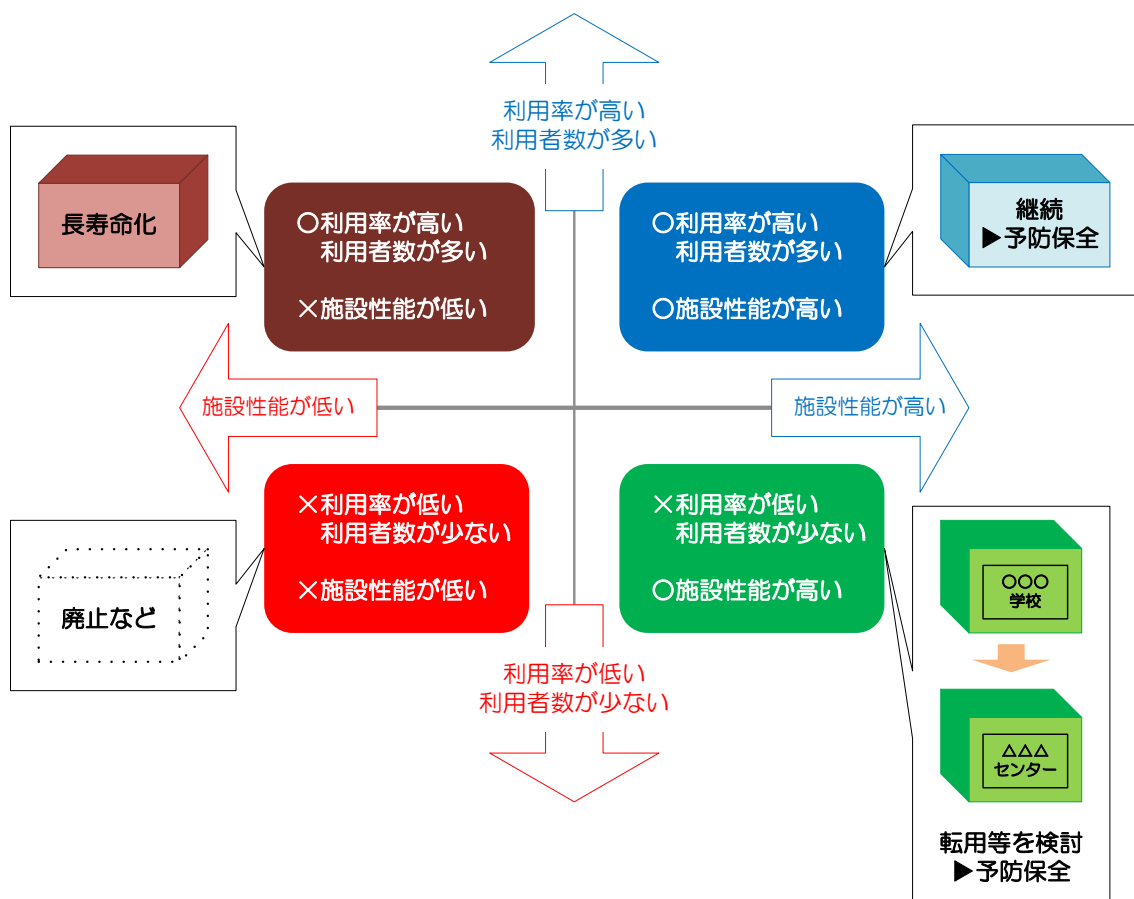 利用率が高い
利用者数が多い
長寿命化
○利用率が高い
利用者数が多い
×施設性能が低い
○利用率が高い
利用者数が多い
○施設性能が高い
継続
▶予防保全
施設性能が低い
施設性能が高い
×利用率が低い
利用者数が少ない
×施設性能が低い
×利用率が低い
利用者数が少ない
○施設性能が高い
廃止など
○○○
学校
利用率が低い
利用者数が少ない
△△△
センター
転用等を検討
▶予防保全